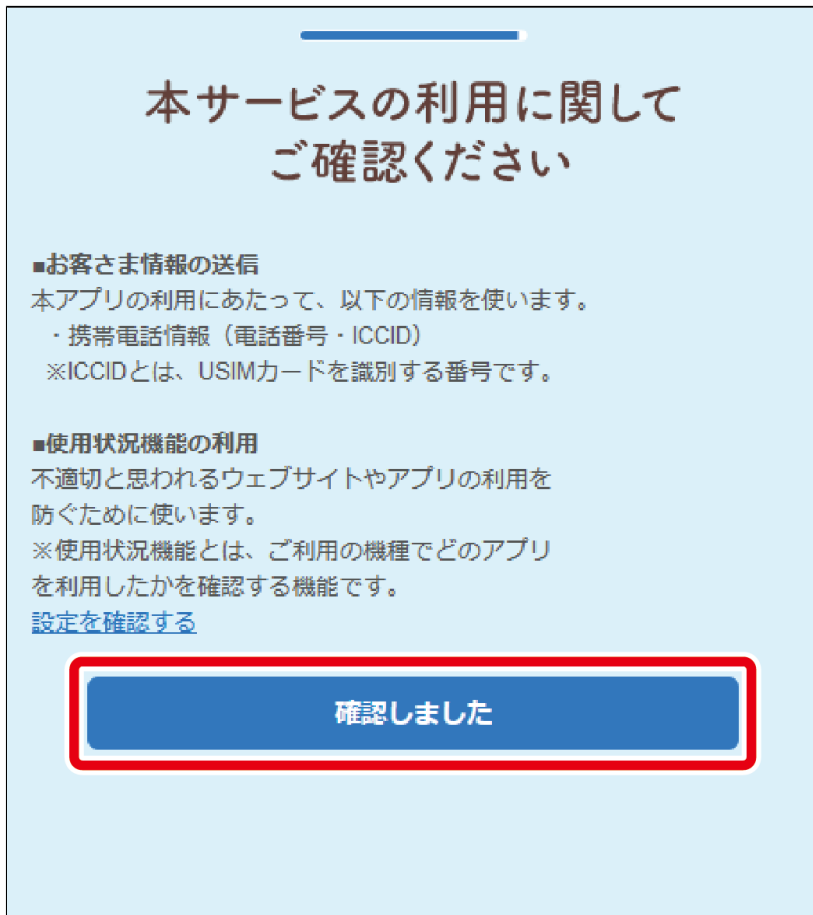 本サービスの利用に関して
ご確認ください
■お客さま情報の送信
本アプリの利用にあたって、以下の情報を使います。
・携帯電話情報（電話番号・ICCID）
※ICCIDとは、USIMカードを識別する番号です。
■使用状況機能の利用
不適切と思われるウェブサイトやアプリの利用を
防ぐために使います。
※使用状況機能とは、ご利用の機種でどのアプリ
を利用したかを確認する機能です。
設定を確認する
確認しました